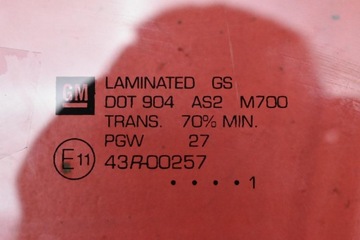 GM
LAMINATED GS
DOT 904 AS2 M700
TRANS. 70% MIN.
PGW 27
E11 43R-00257
• • • • 1